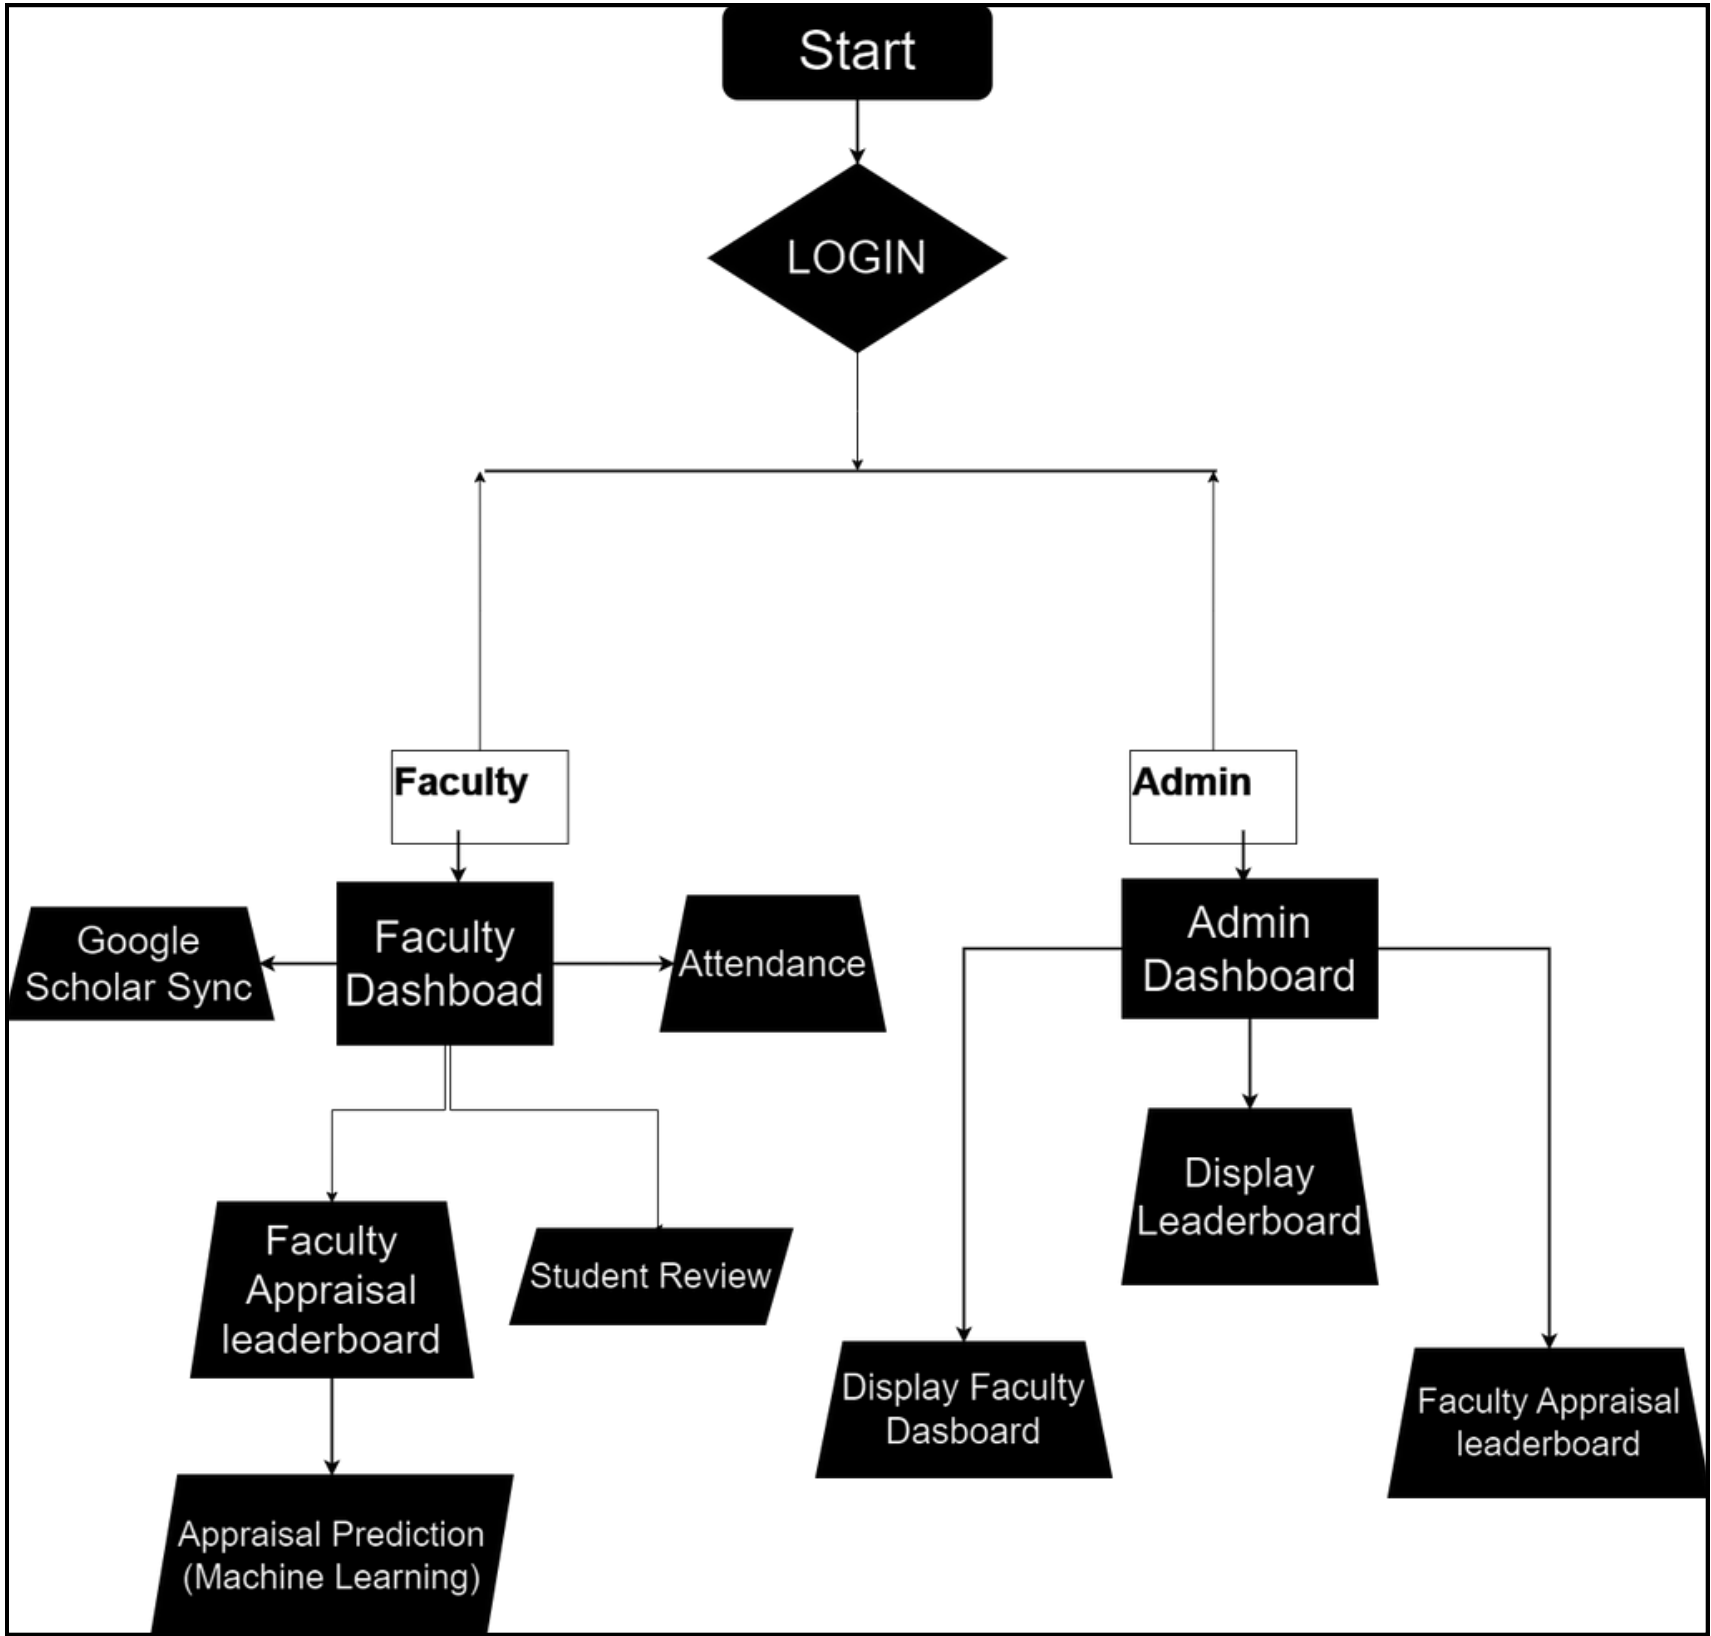 Start
LOGIN
Faculty
Admin
Google
Scholar Sync
Faculty
Dashboad
Attendance
Admin
Dashboard
Faculty
Appraisal
leaderboard
Student Review
Display
Leaderboard
Display Faculty
Dasboard
Faculty Appraisal
leaderboard
Appraisal Prediction
(Machine Learning)